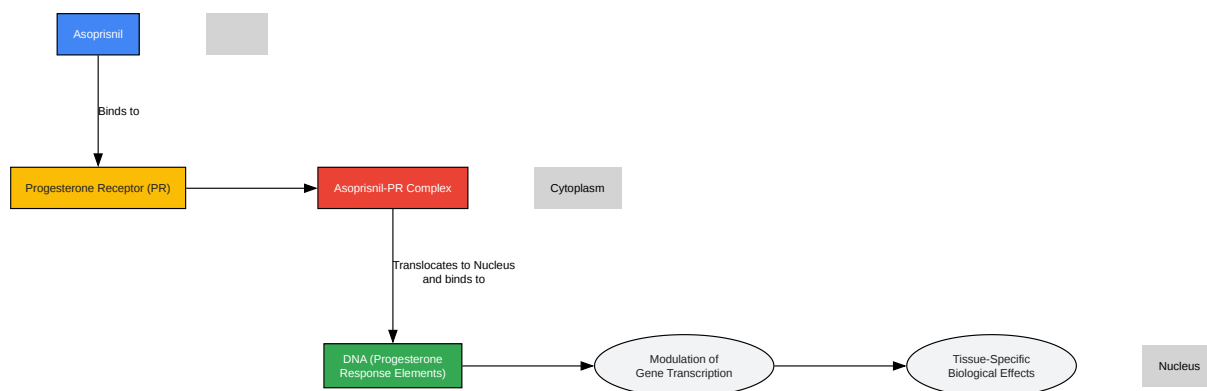 Asoprisnil
Binds to
Progesterone Receptor (PR)
Asoprisnil-PR Complex
Cytoplasm
Translocates to Nucleus
and binds to
DNA (Progesterone
Response Elements)
Modulation of
Gene Transcription
Tissue-Specific
Biological Effects
Nucleus